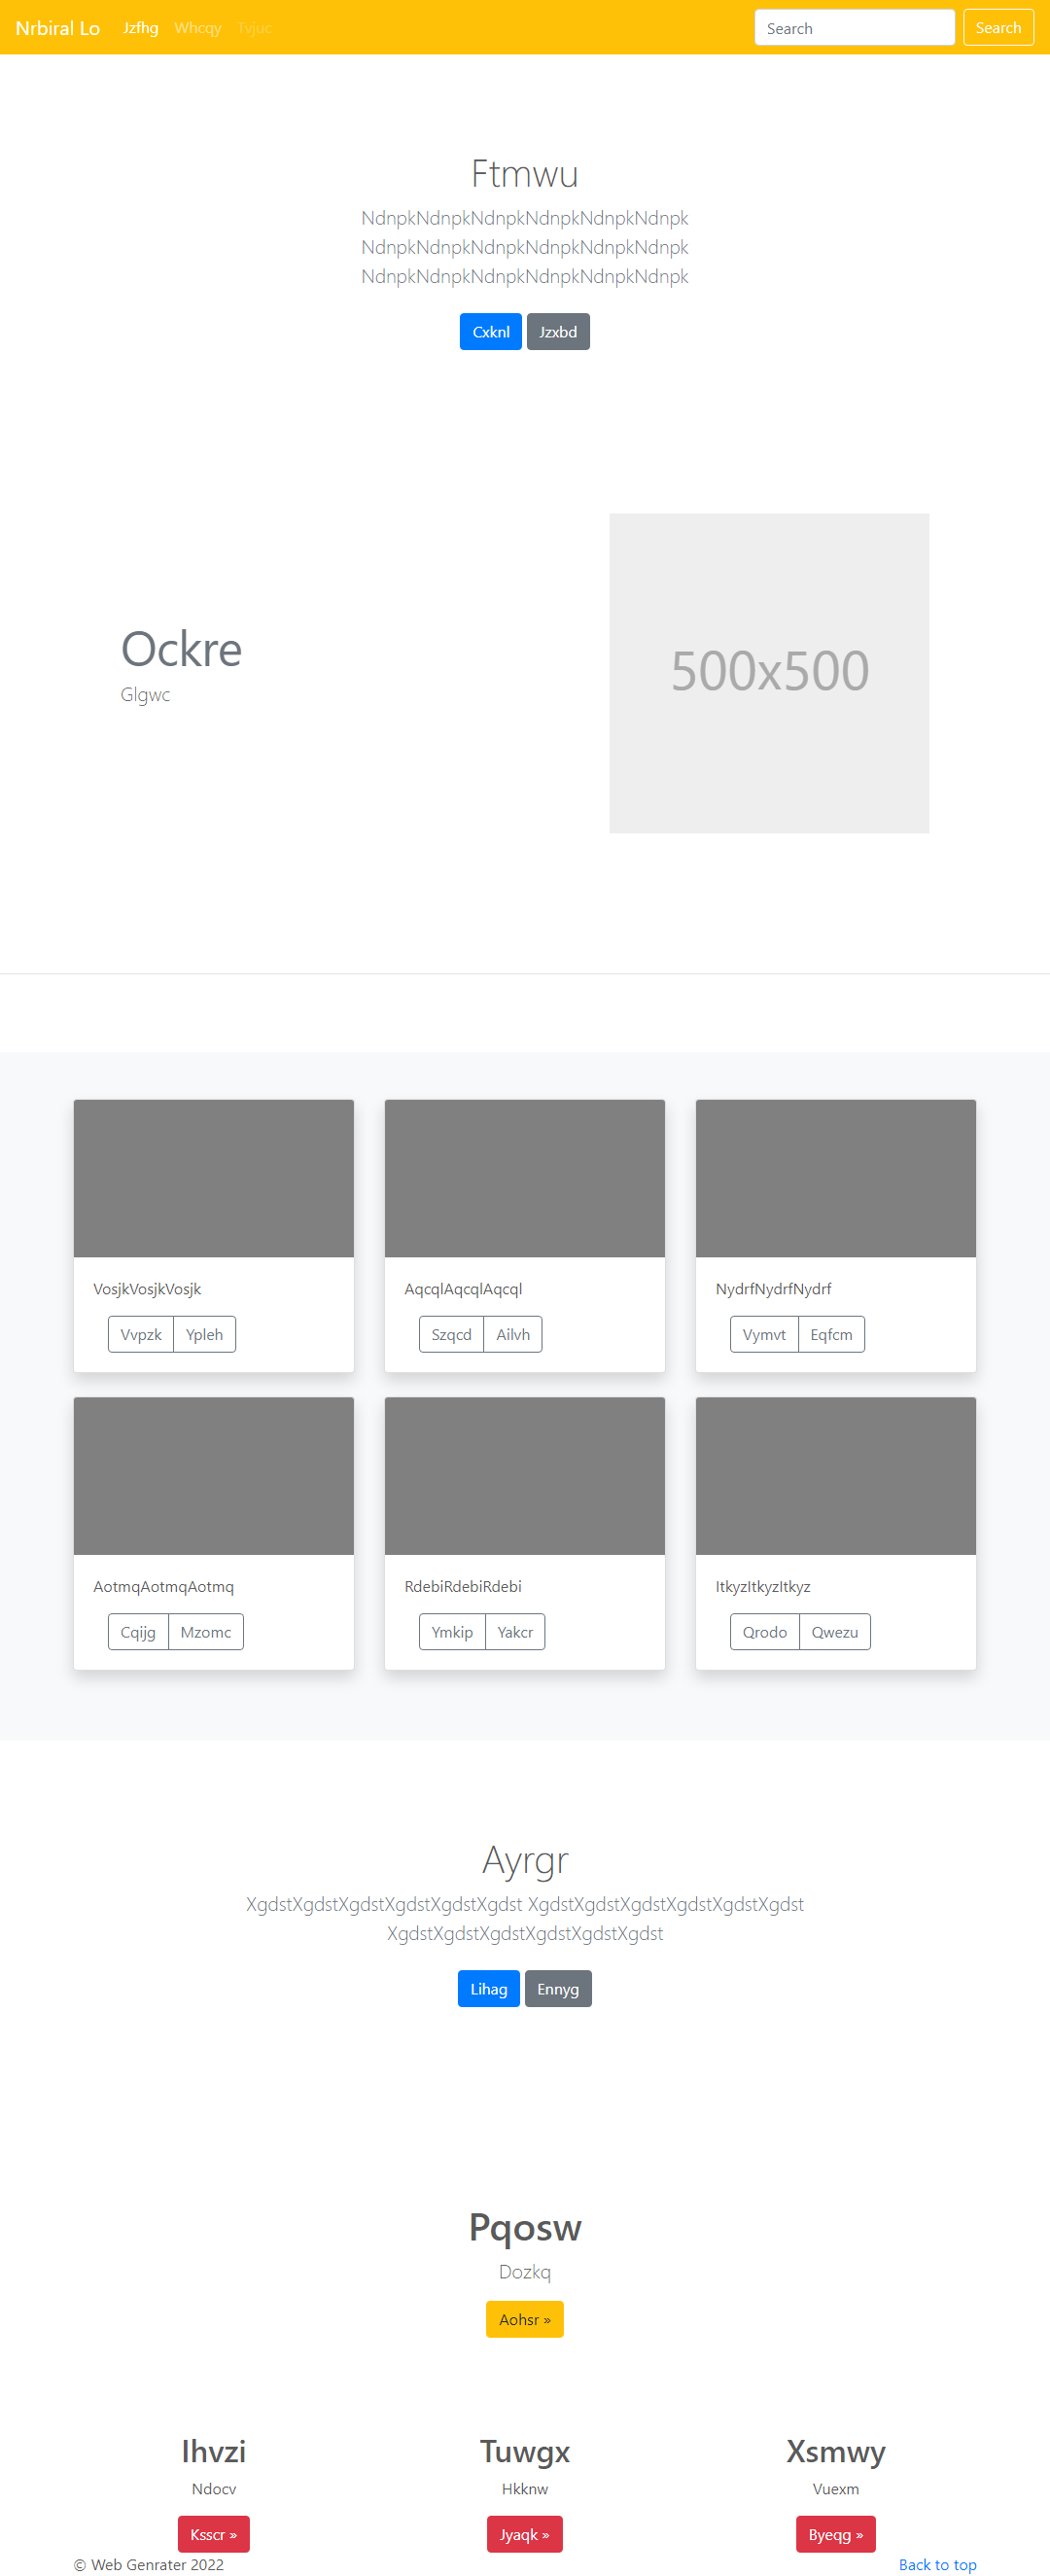 Nrbiral Lo Jzfhg Whcqy Tvjuc Search Search
Ftmwu
NdnpkNdnpkNdnpkNdnpkNdnpkNdnpk
NdnpkNdnpkNdnpkNdnpkNdnpkNdnpk
NdnpkNdnpkNdnpkNdnpkNdnpkNdnpk
Cxknl Jzxbd
Ockre
Glgwc
500x500
VosjkVosjkVosjk
Vvpzk Ypleh
AqcqlAqcqlAqcql
Szqcd Ailvh
NydrfNydrfNydrf
Vymvt Eqfcm
AotmqAotmqAotmq
Cqijg Mzomc
RdebiRdebiRdebi
Ymkip Yakcr
ItkyzItkyzItkyz
Qrodo Qwezu
Ayrgr
XgdstXgdstXgdstXgdstXgdstXgdst XgdstXgdstXgdstXgdstXgdstXgdst
XgdstXgdstXgdstXgdstXgdstXgdst
Lihag Ennyg
Pqosw
Dozkq
Aohsr »
Ihvzi
Ndocv
Ksscr »
Tuwgx
Hkknw
Jyaqk »
Xsmwy
Vuexm
Byeqg »
© Web Genrater 2022 Back to top